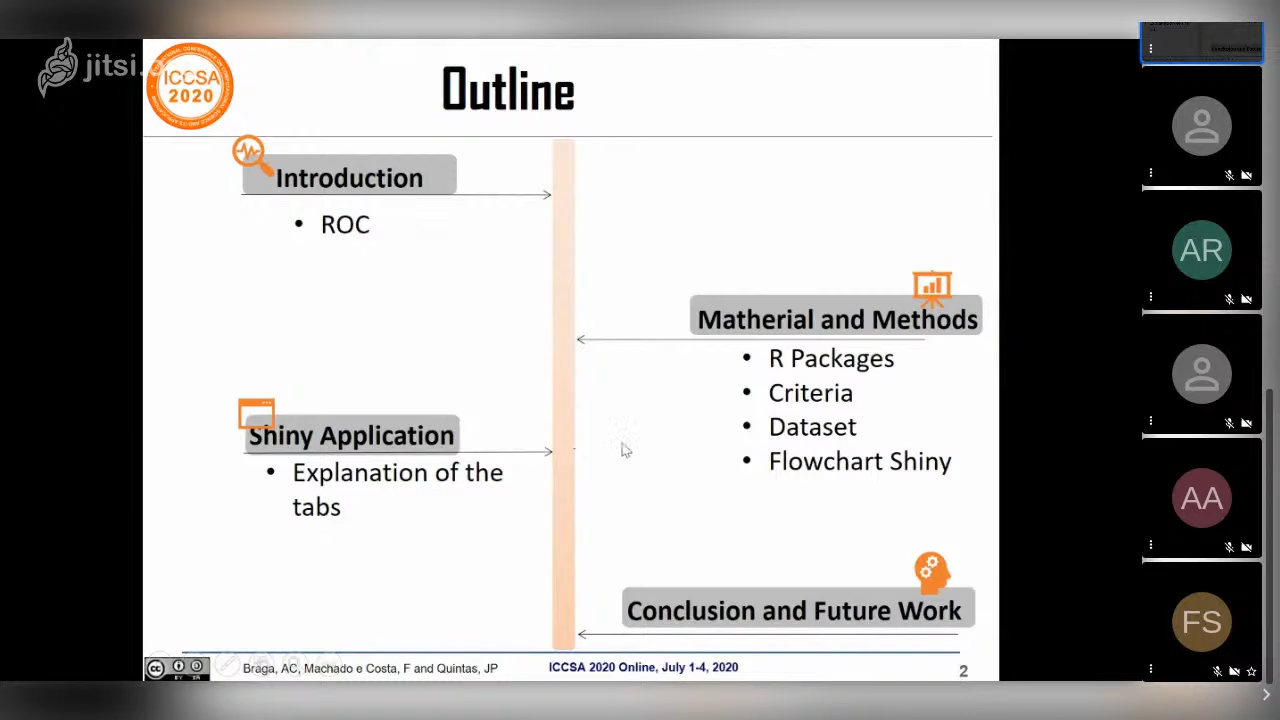 jitsi.o
ICCSA
2020
Outline
Introduction
• ROC
Matherial and Methods
• R Packages
• Criteria
• Dataset
• Flowchart Shiny
Shiny Application
• Explanation of the
tabs
Conclusion and Future Work
Braga, AC, Machado e Costa, F and Quintas, JP
ICCSA 2020 Online, July 1-4, 2020
2
AR
AA
FS